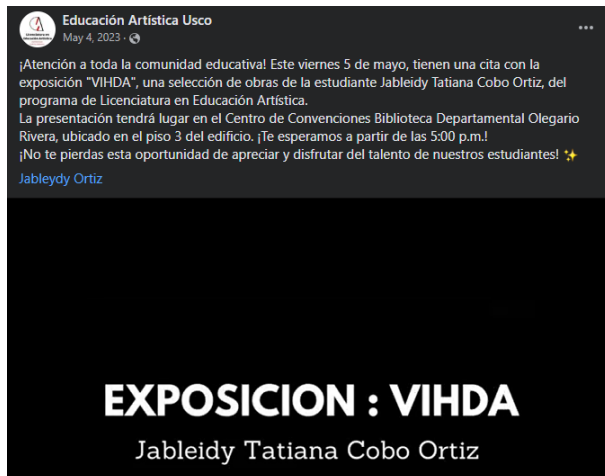 Educación Artística Usco
May 4, 2023 ·
¡Atención a toda la comunidad educativa! Este viernes 5 de mayo, tienen una cita con la
exposición "VIHDA", una selección de obras de la estudiante Jableidy Tatiana Cobo Ortiz, del
programa de Licenciatura en Educación Artística.
La presentación tendrá lugar en el Centro de Convenciones Biblioteca Departamental Olegario
Rivera, ubicado en el piso 3 del edificio. ¡Te esperamos a partir de las 5:00 p.m.!
¡No te pierdas esta oportunidad de apreciar y disfrutar del talento de nuestros estudiantes! ✨
Jableydy Ortiz
EXPOSICION : VIHDA
Jableidy Tatiana Cobo Ortiz